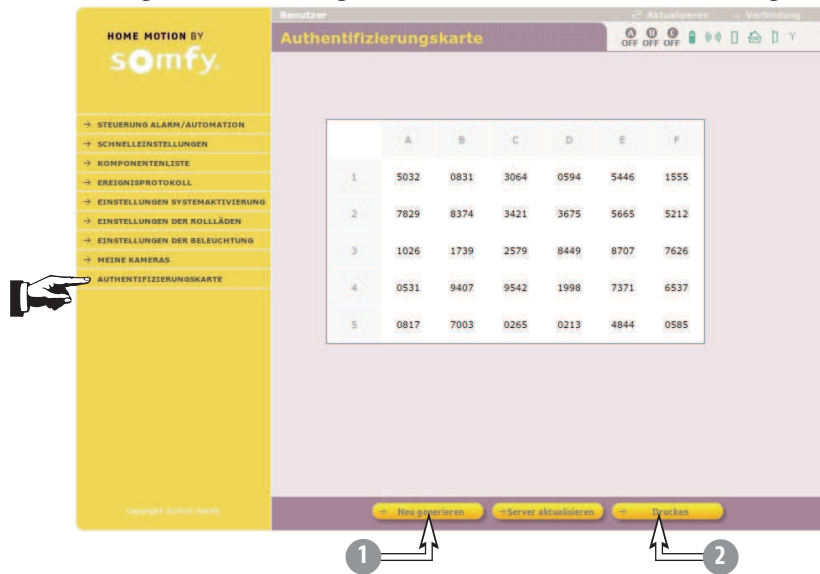 Benutzer
Aktualisieren
Verbindung
HOME MOTION BY
somfy.
Authentifizierungskarte
A B C
OFF OFF OFF
→ STEUERUNG ALARM/AUTOMATION
→ SCHNELLEINSTELLUNGEN
→ KOMPONENTENLISTE
→ EREIGNISPROTOKOLL
→ EINSTELLUNGEN SYSTEMAKTIVIERUNG
→ EINSTELLUNGEN DER ROLLLÄDEN
→ EINSTELLUNGEN DER BELEUCHTUNG
→ MEINE KAMERAS
→ AUTHENTIFIZIERUNGSKARTE
A B C D E F
1 5032 0831 3064 0594 5446 1555
2 7829 8374 3421 3675 5665 5212
3 1026 1739 2579 8449 8707 7626
4 0531 9407 9542 1998 7371 6537
5 0817 7003 0265 0213 4844 0585
→ Neu generieren
→ Server aktualisieren
→ Drucken
1
2